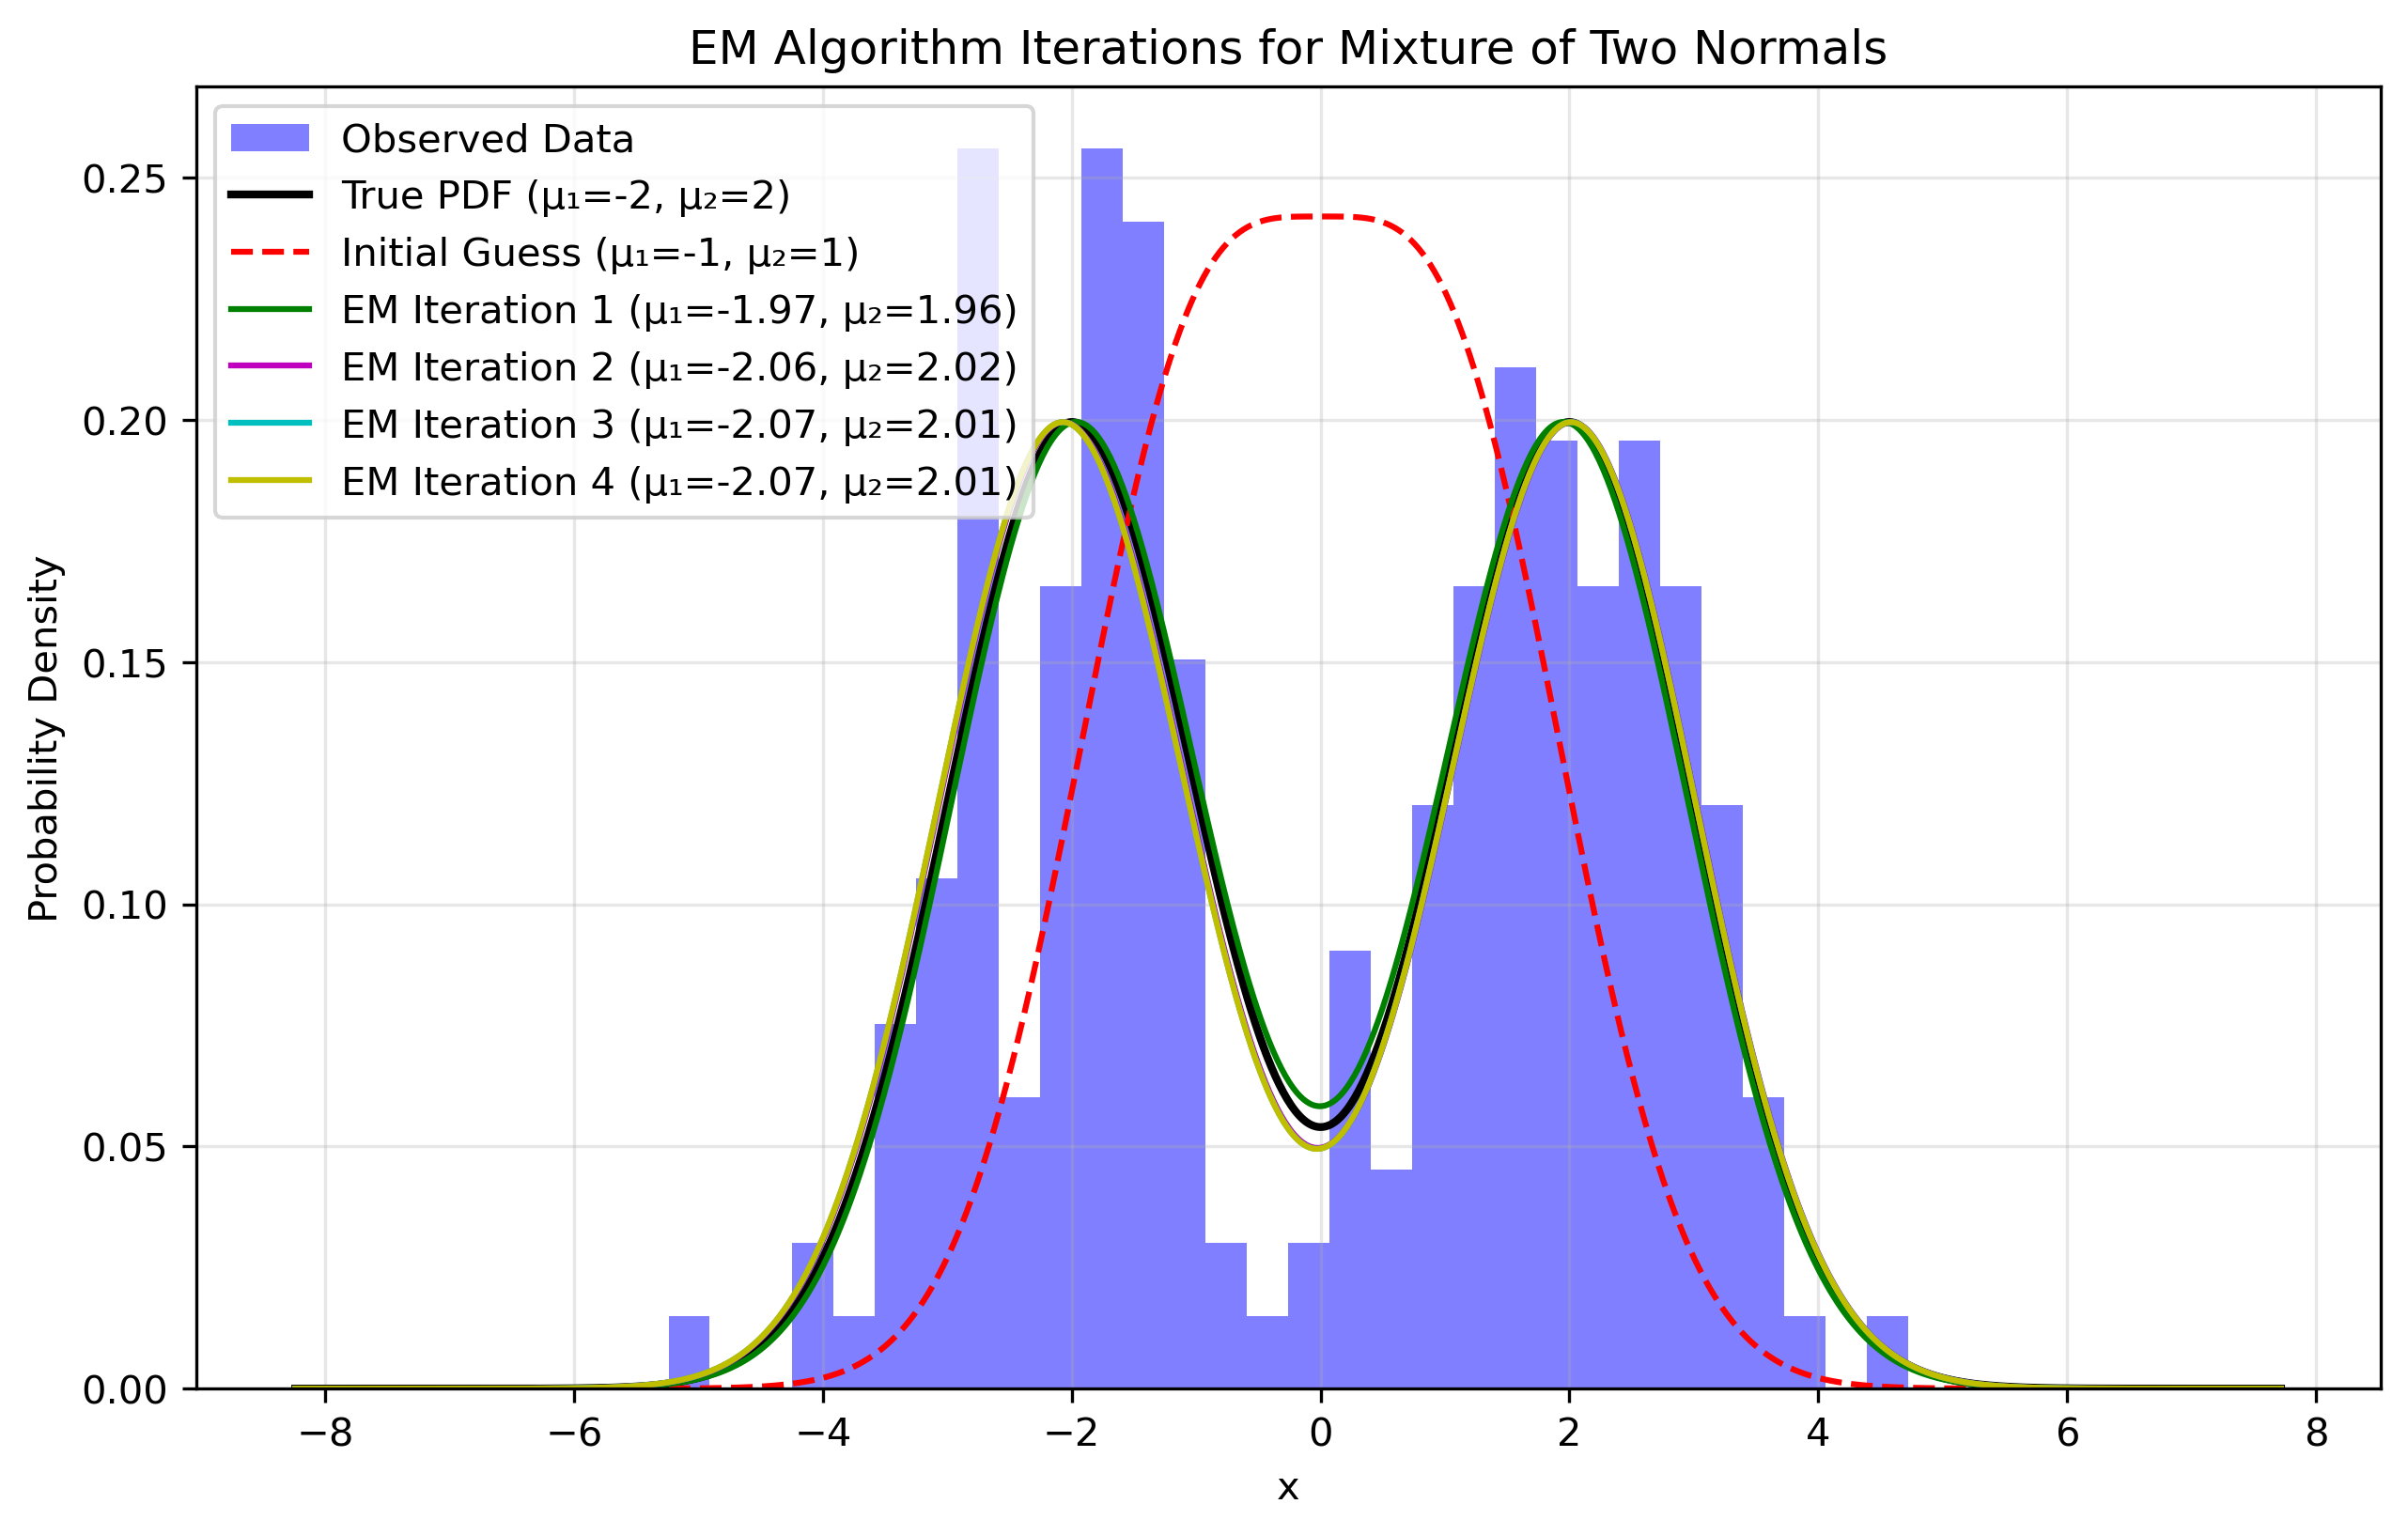 EM Algorithm Iterations for Mixture of Two Normals
Observed Data
True PDF (μ₁=-2, μ₂=2)
Initial Guess (μ₁=-1, μ₂=1)
EM Iteration 1 (μ₁=-1.97, μ₂=1.96)
EM Iteration 2 (μ₁=-2.06, μ₂=2.02)
EM Iteration 3 (μ₁=-2.07, μ₂=2.01)
EM Iteration 4 (μ₁=-2.07, μ₂=2.01)
Probability Density
0.25
0.20
0.15
0.10
0.05
0.00
−8 −6 −4 −2 0 2 4 6 8
x